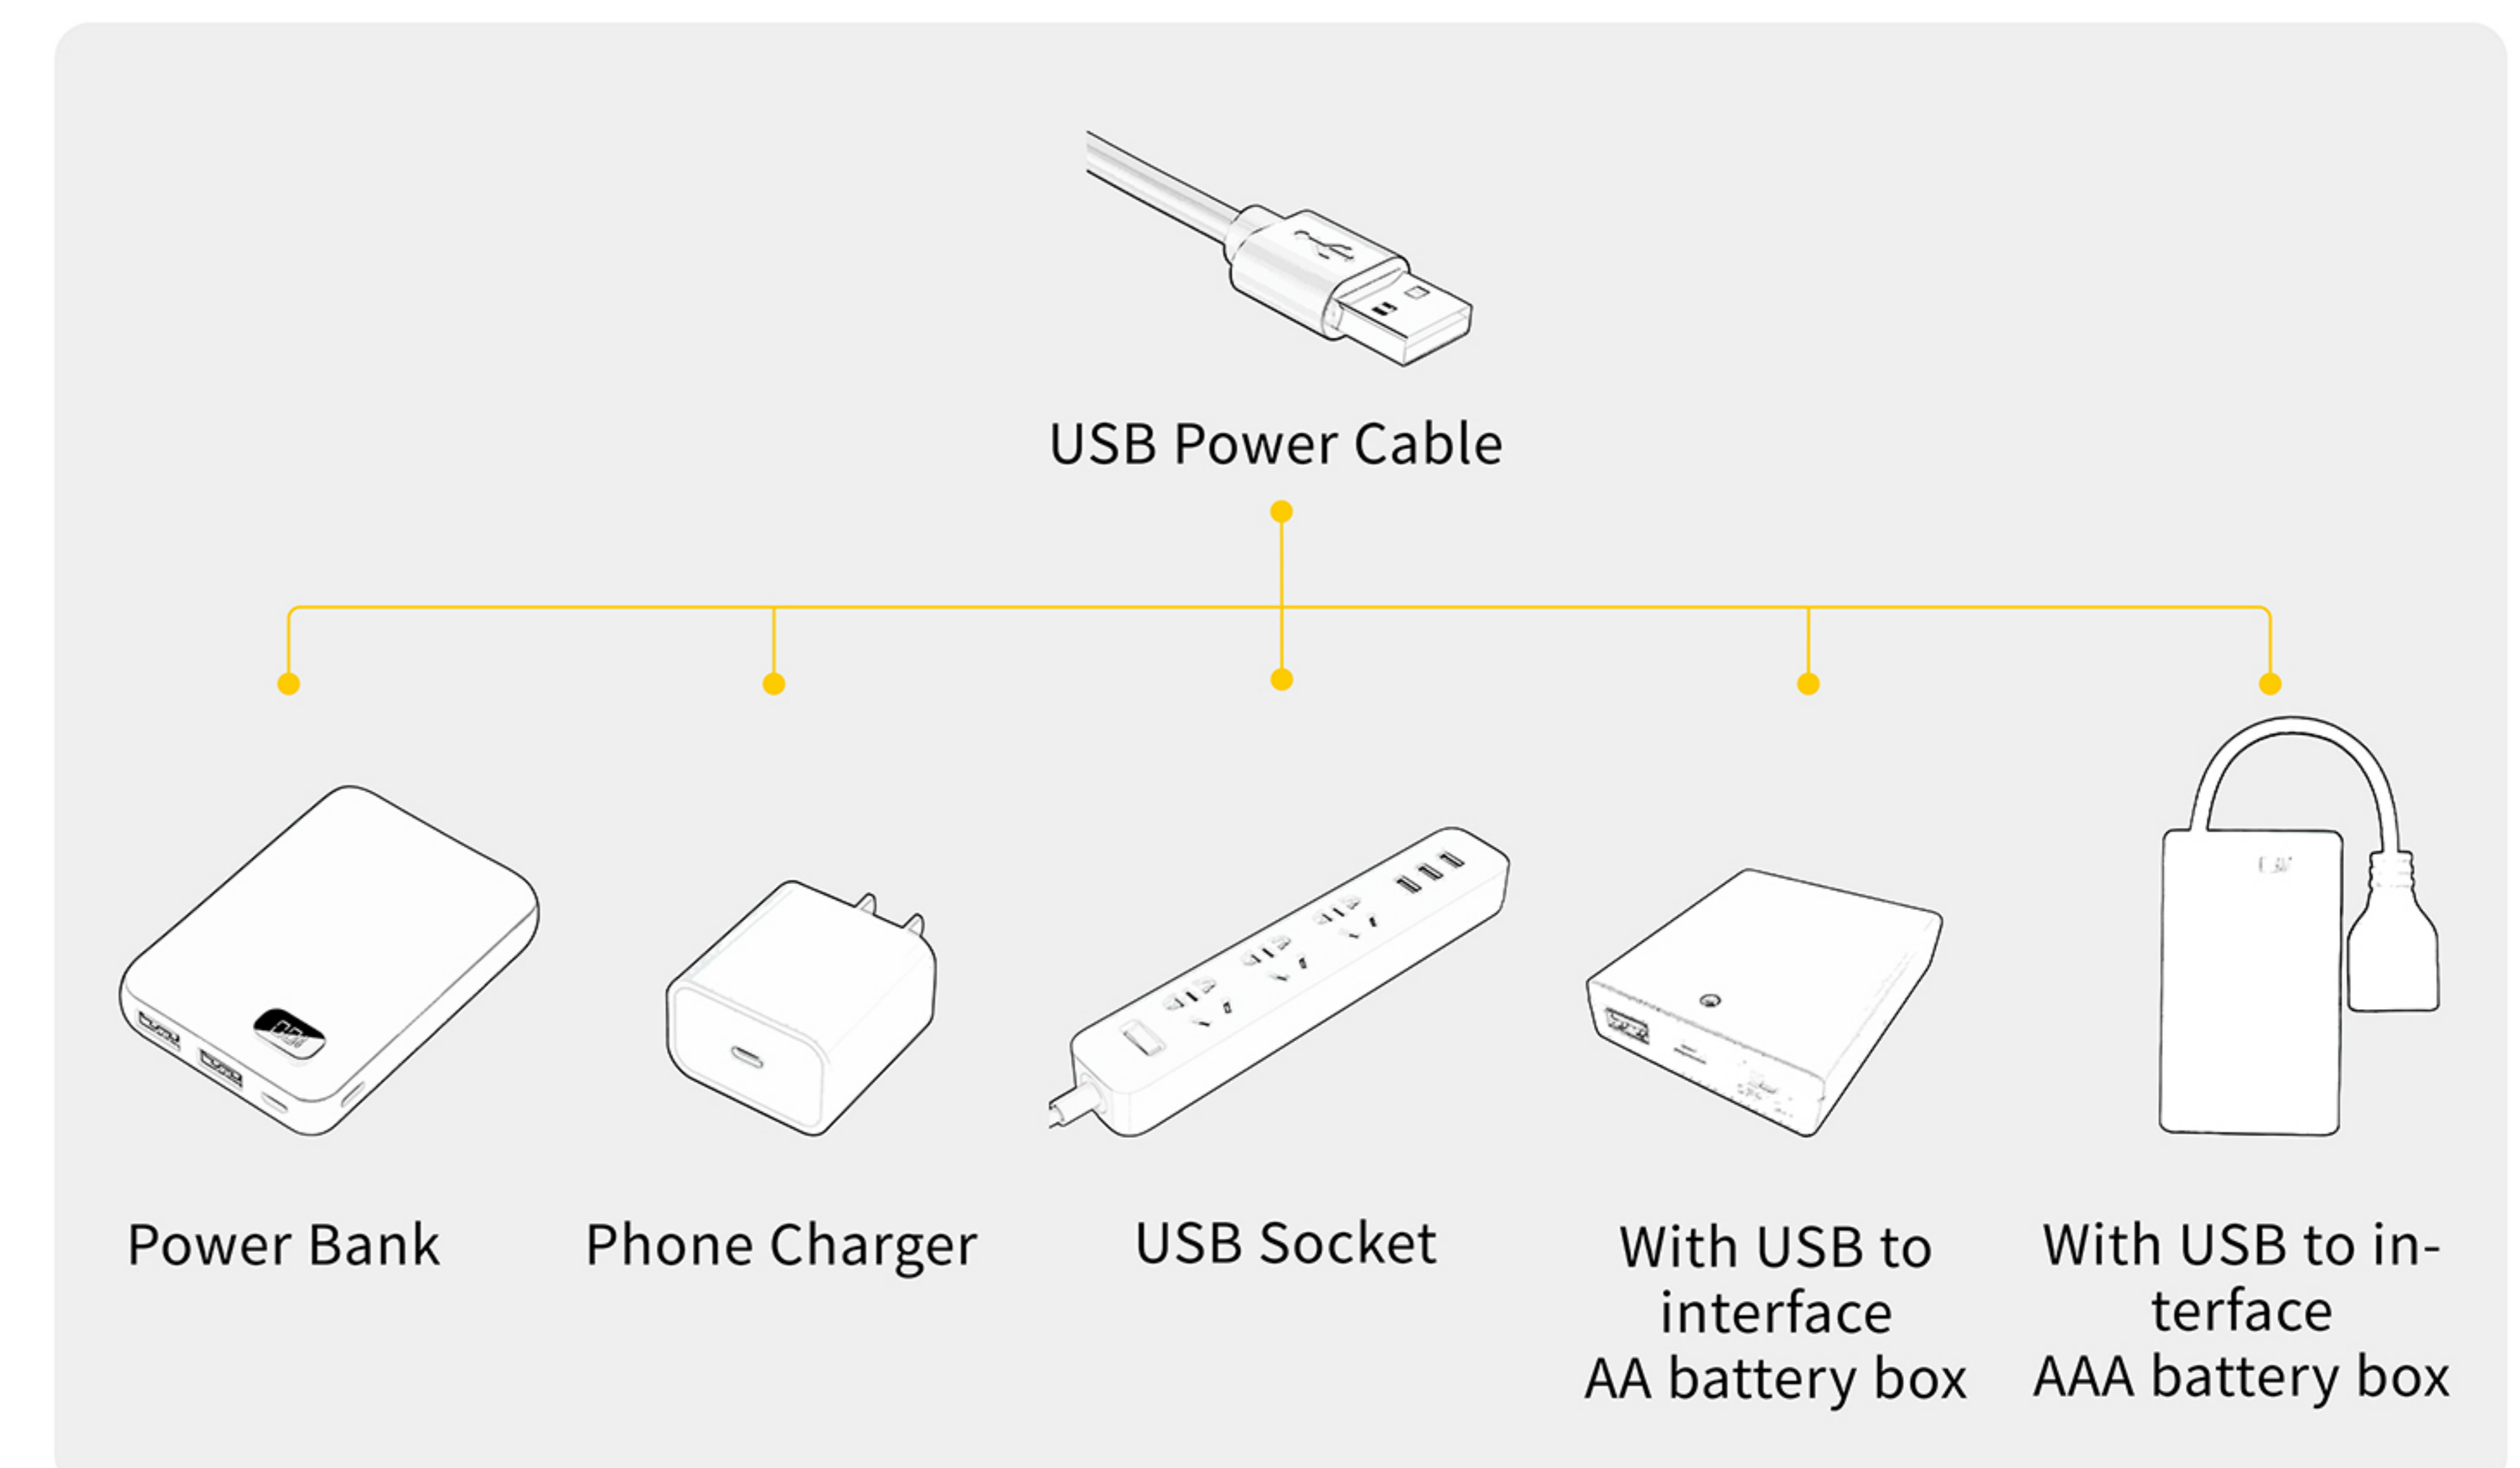 USB Power Cable
Power Bank
Phone Charger
USB Socket
With USB to
interface
AA battery box
With USB to in-
terface
AAA battery box